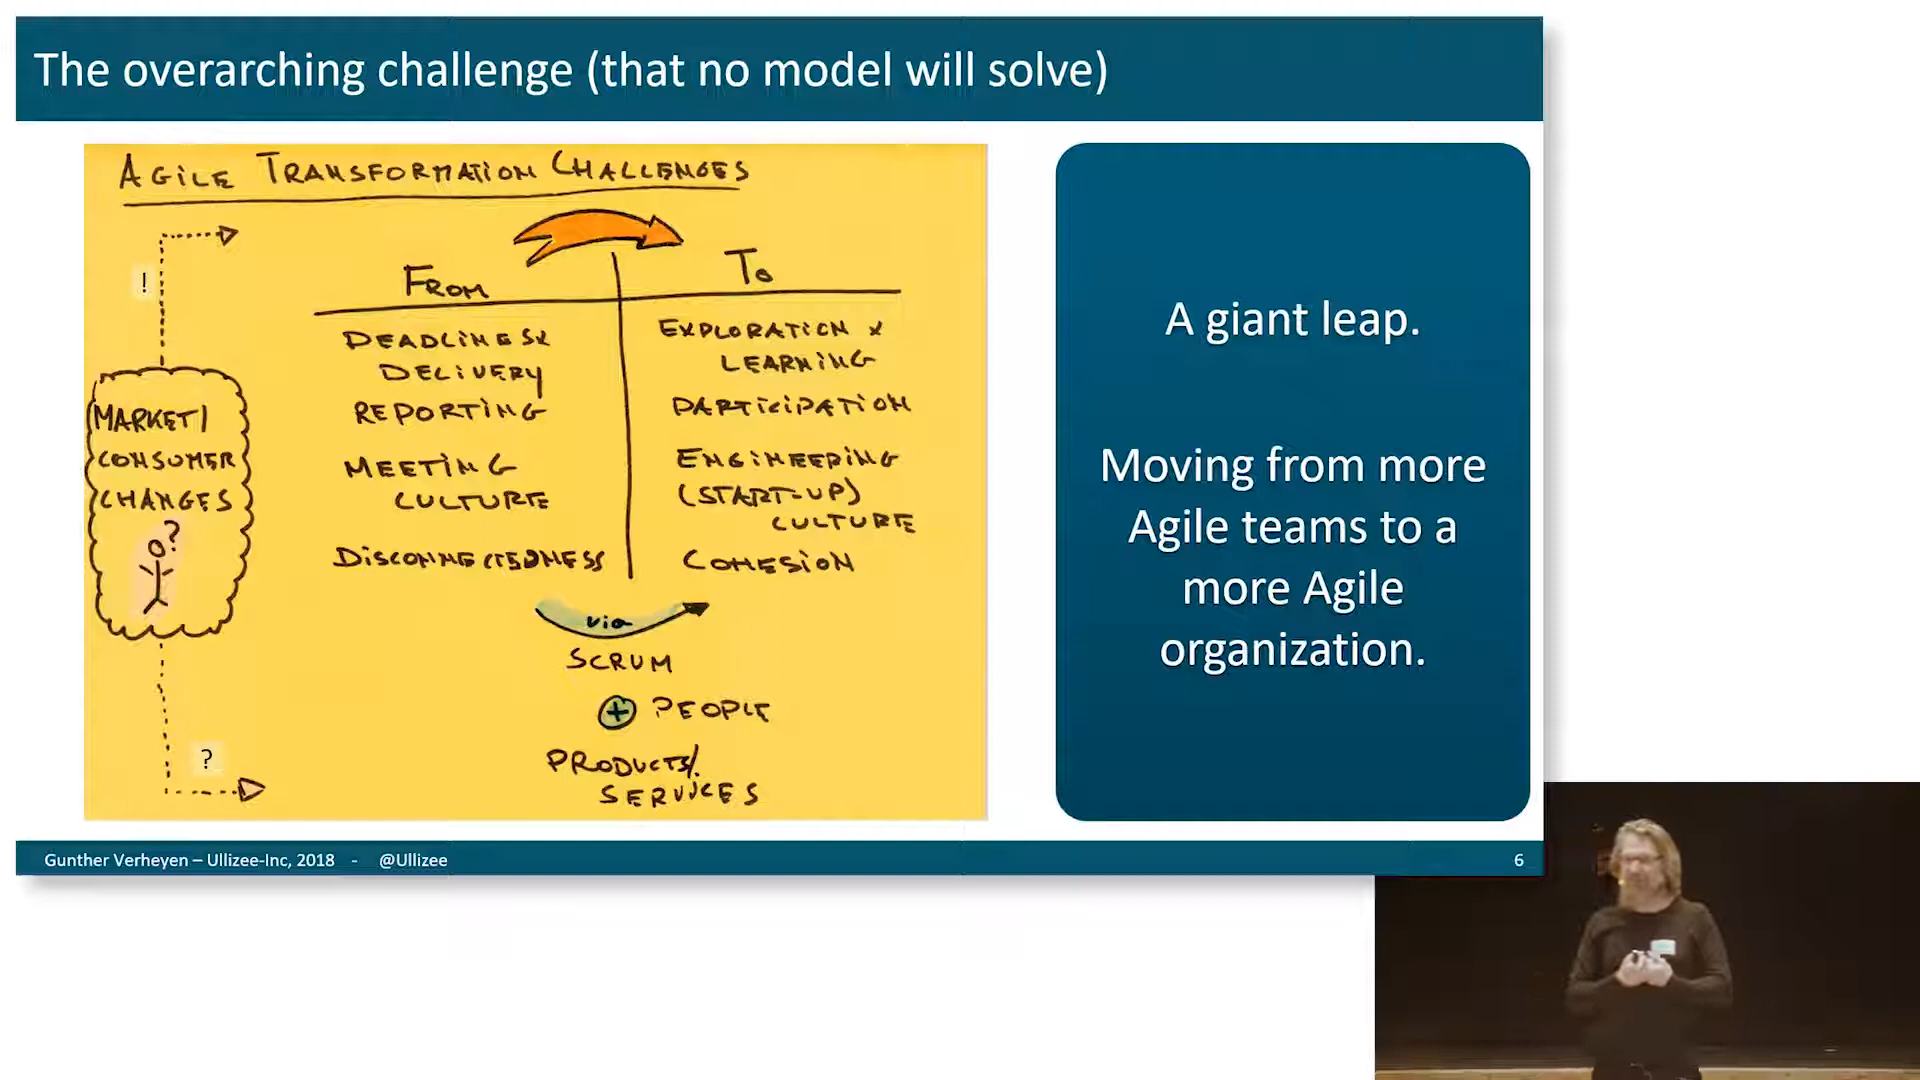 The overarching challenge (that no model will solve)
AGILE TRANSFORMATION CHALLENGES
!
FROM
TO
DEADLINES &
DELIVERY
EXPLORATION &
LEARNING
REPORTING
PARTICIPATION
MEETING
CULTURE
ENGINEERING
(START-UP)
CULTURE
DISCONNECTEDNESS
COHESION
MARKET/
CONSUMER
CHANGES
?
via
SCRUM
+ PEOPLE
PRODUCTS/
SERVICES
?
A giant leap.
Moving from more
Agile teams to a
more Agile
organization.
Gunther Verheyen – Ullizee-Inc, 2018 - @Ullizee
6